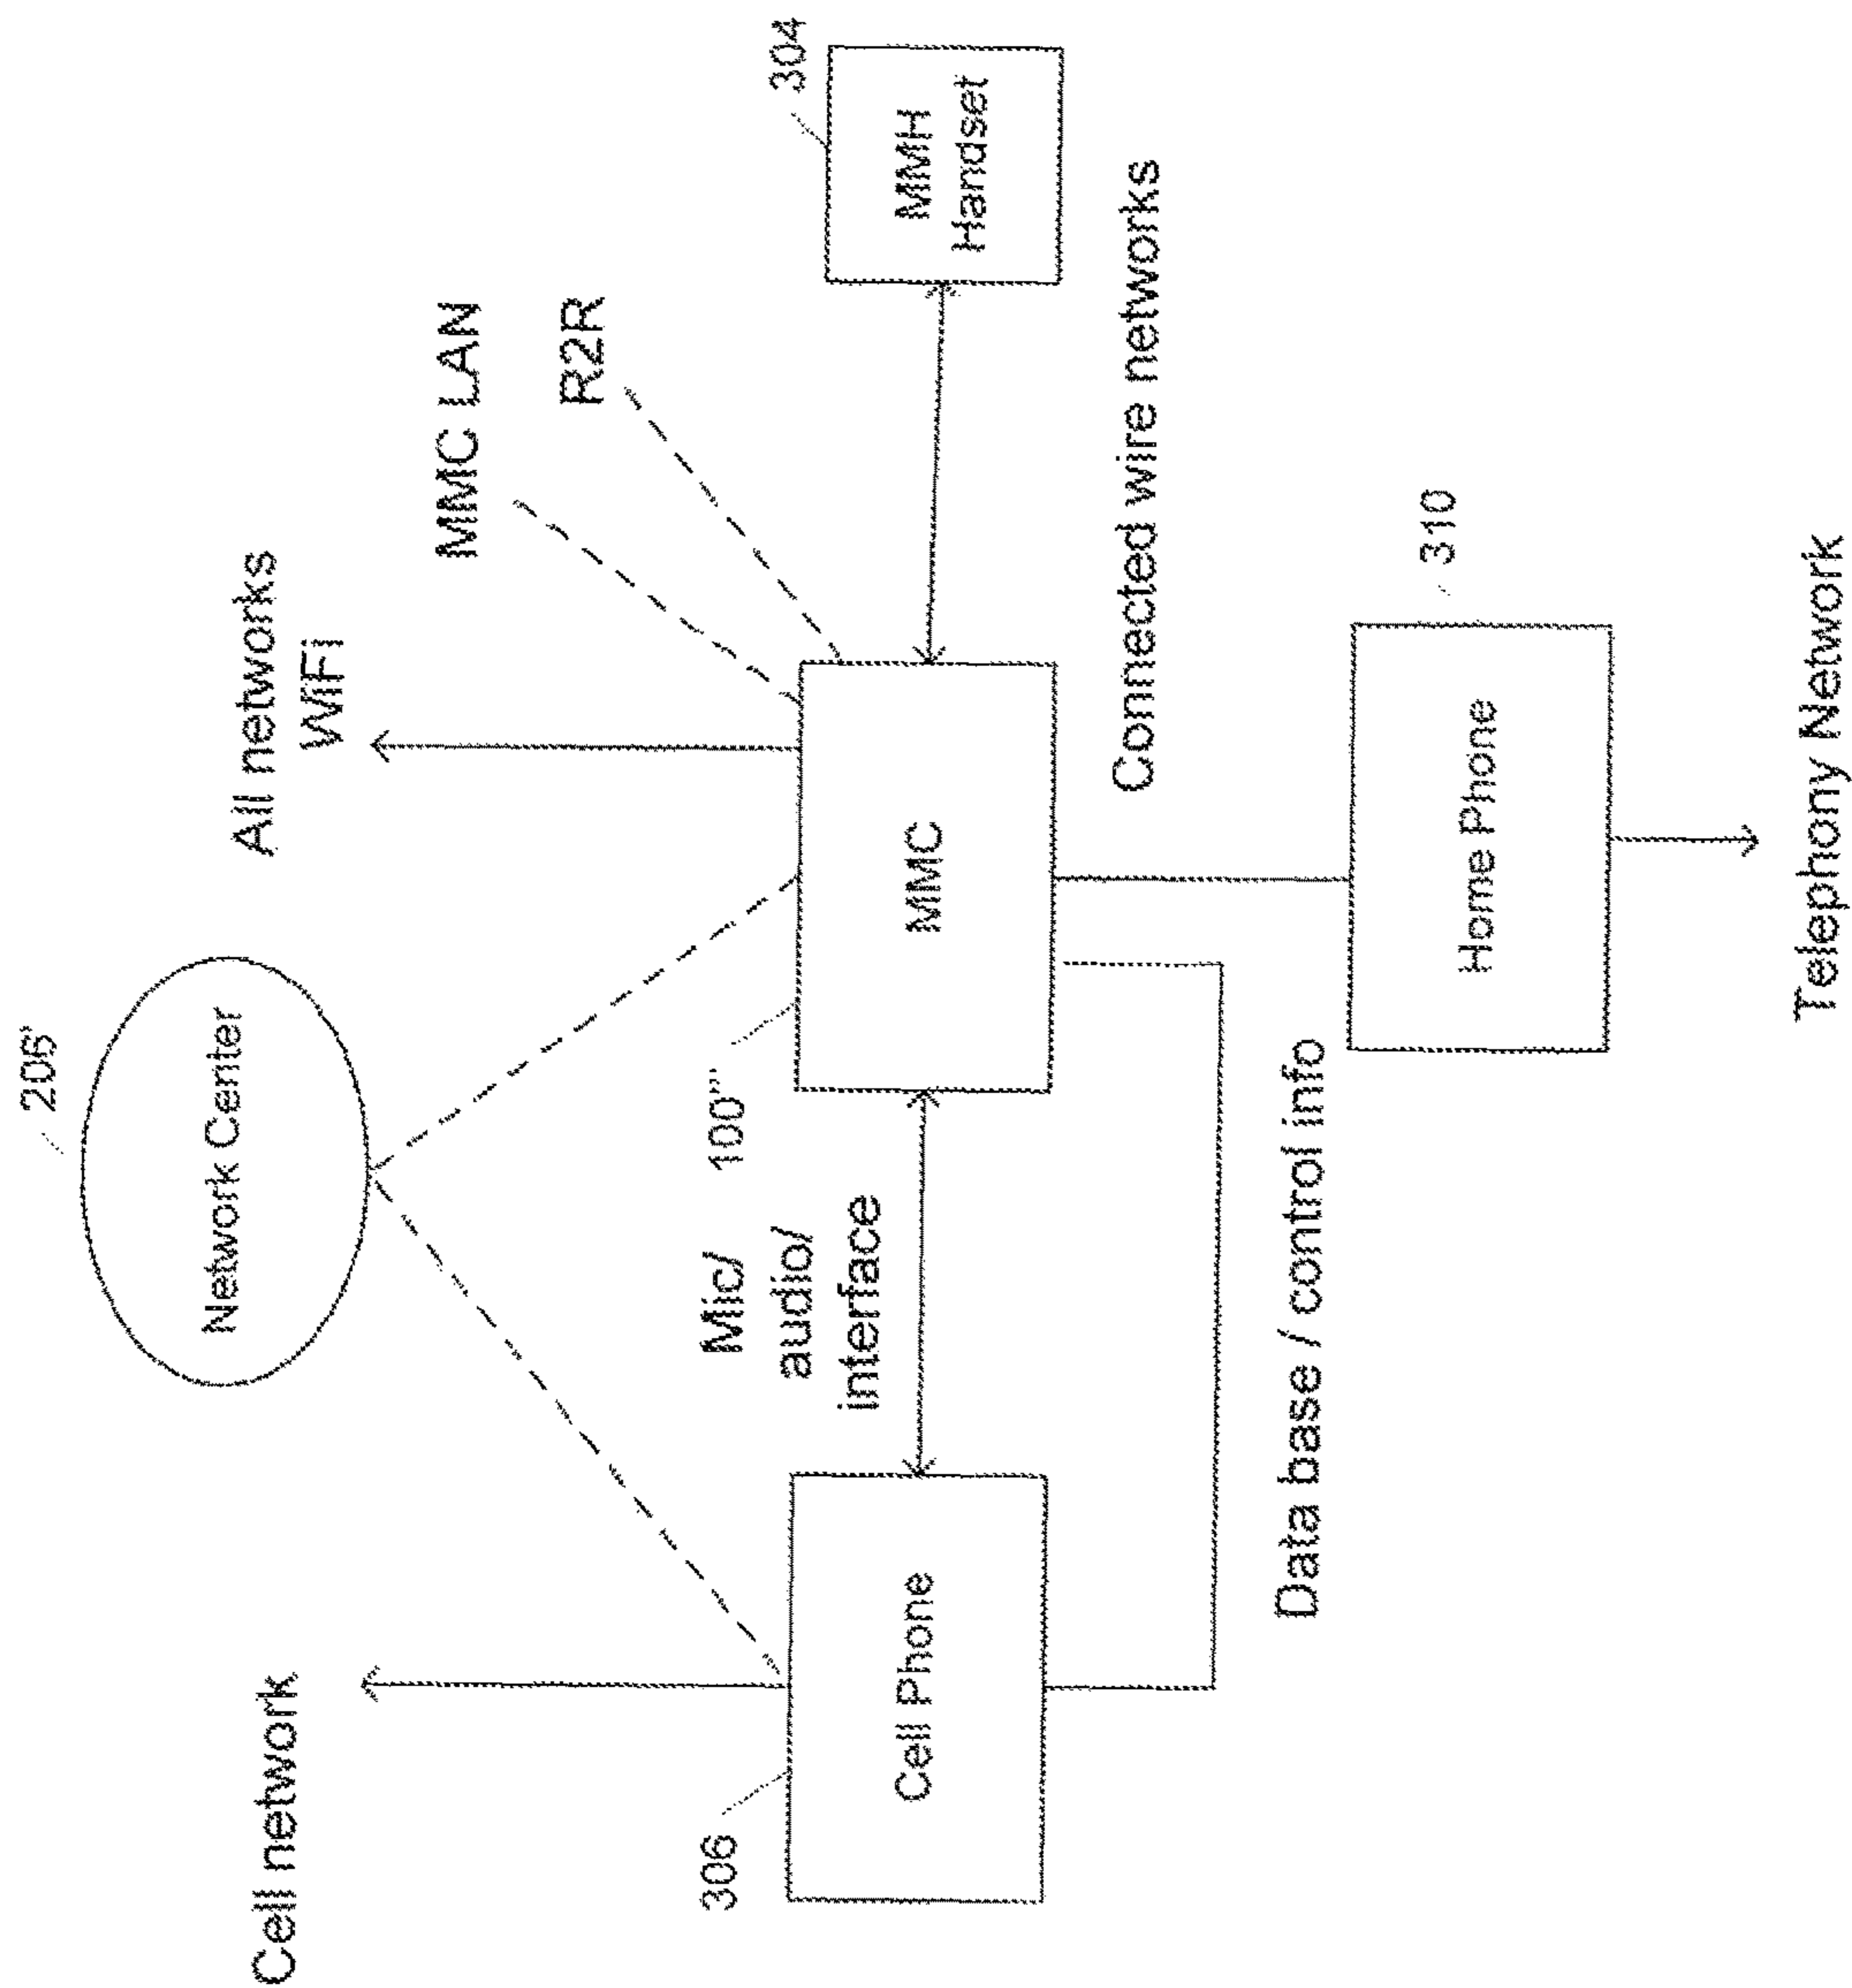 206'
Network Center
Cell network
All networks
WiFi
MMC LAN
R2R
306
Cell Phone
Mic/
audio/
interface
100'''
MMC
304
MMH
Handset
Connected wire networks
Data base / control info
310
Home Phone
Telephony Network